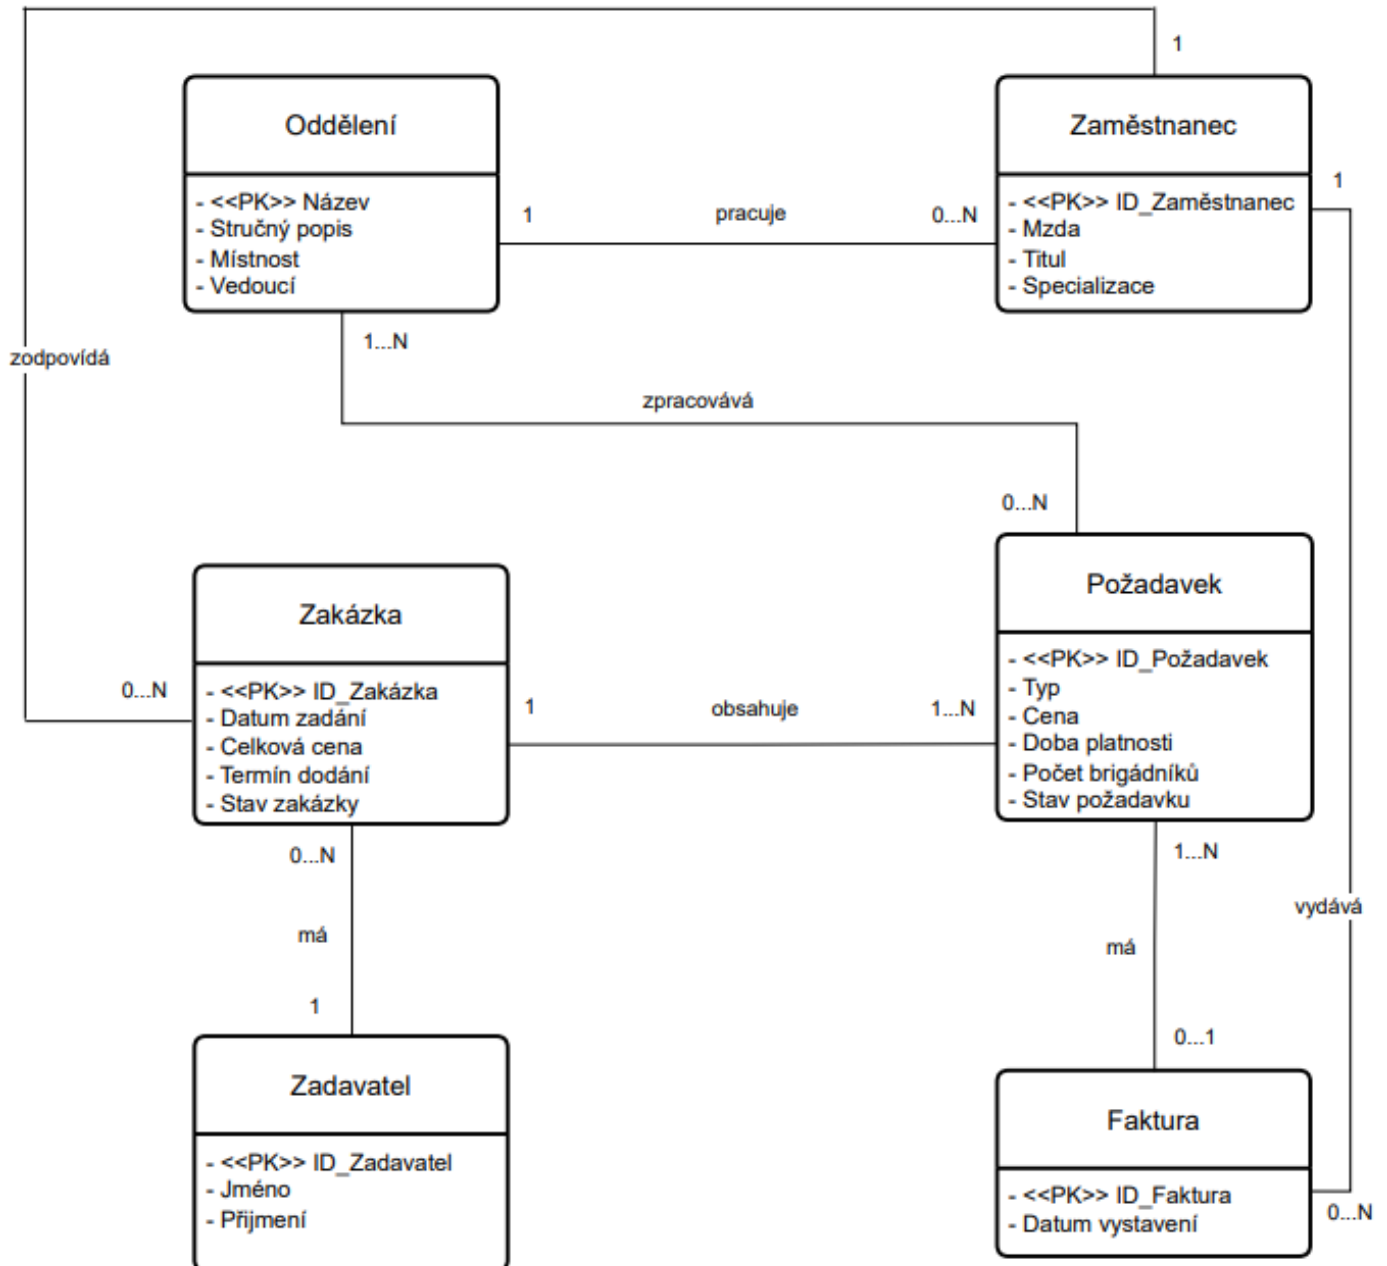 1
Oddělení
- <<PK>> Název
- Stručný popis
- Místnost
- Vedoucí
Zaměstnanec
- <<PK>> ID_Zaměstnanec
- Mzda
- Titul
- Specializace
1
1
pracuje
0...N
1...N
zodpovídá
zpracovává
0...N
Zakázka
- <<PK>> ID_Zakázka
- Datum zadání
- Celková cena
- Termín dodání
- Stav zakázky
0...N
1
obsahuje
1...N
Požadavek
- <<PK>> ID_Požadavek
- Typ
- Cena
- Doba platnosti
- Počet brigádníků
- Stav požadavku
0...N
1...N
vydává
má
má
1
0...1
Zadavatel
- <<PK>> ID_Zadavatel
- Jméno
- Přijmení
Faktura
- <<PK>> ID_Faktura
- Datum vystavení
0...N